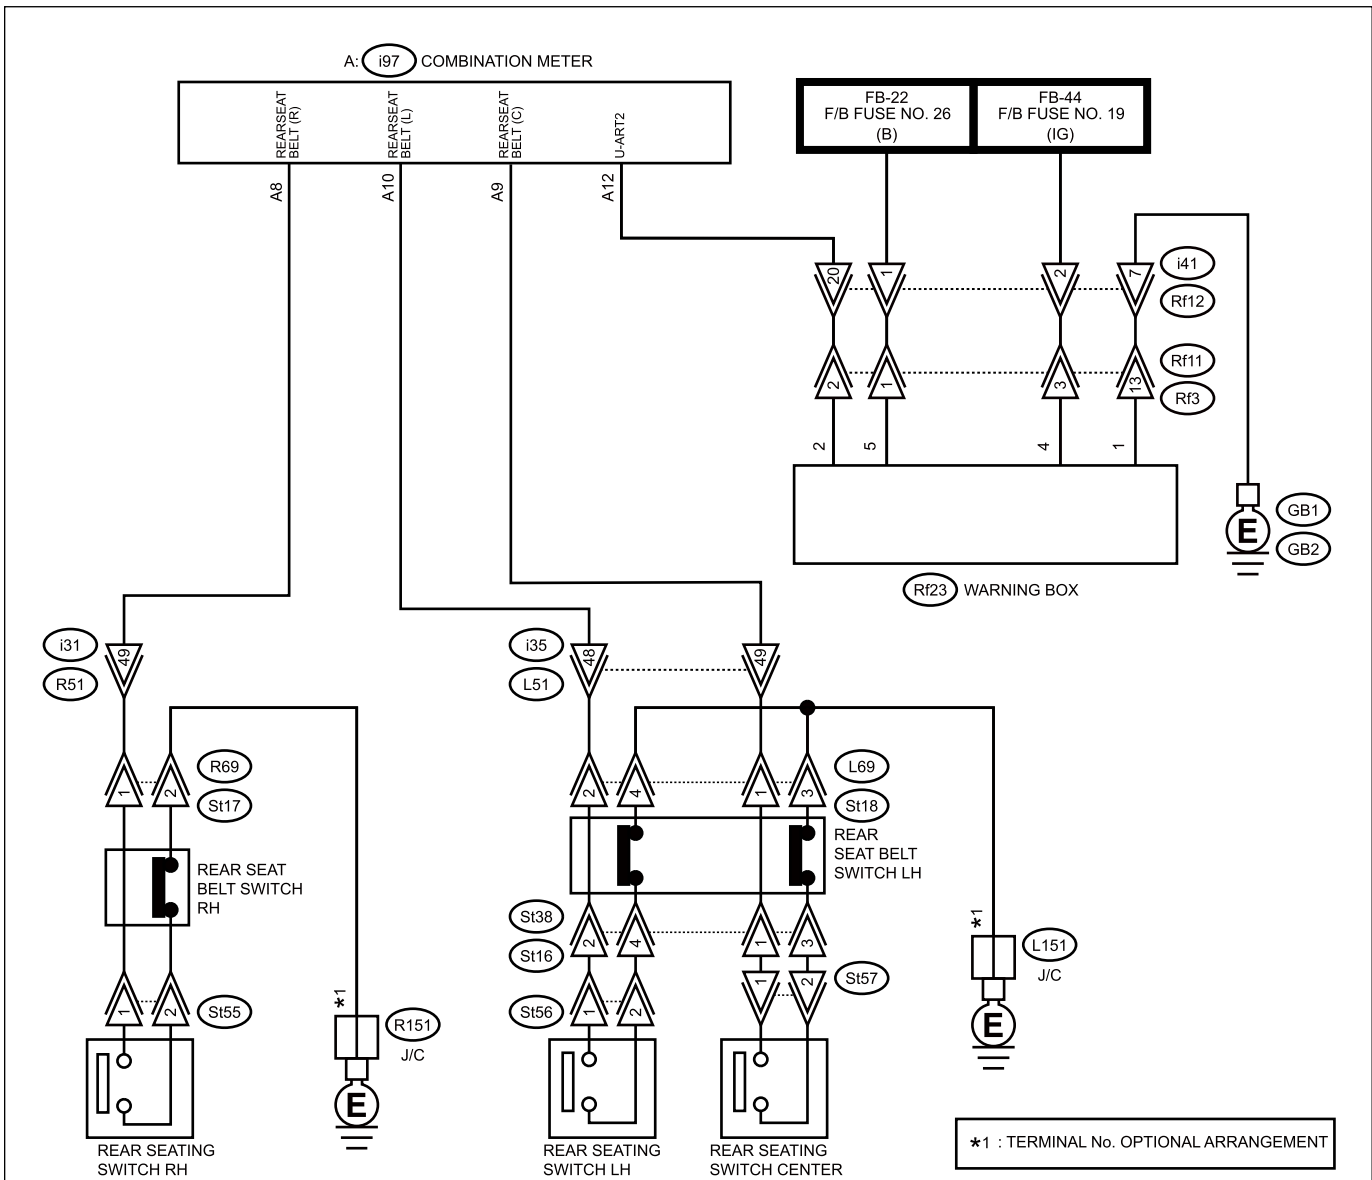 A: i97 COMBINATION METER
REARSEAT
BELT (R)
REARSEAT
BELT (L)
REARSEAT
BELT (C)
U-ART2
A8
A10
A9
A12
FB-22
F/B FUSE NO. 26
(B)
FB-44
F/B FUSE NO. 19
(IG)
20
1
2
7
i41
Rf12
2
1
3
13
Rf11
Rf3
2
5
4
1
E
GB1
GB2
Rf23 WARNING BOX
i31
R51
49
i35
L51
48
49
1
2
R69
St17
2
4
1
3
L69
St18
REAR SEAT
BELT SWITCH
RH
REAR
SEAT BELT
SWITCH LH
St38
St16
2
4
1
3
1
2
St57
1
2
St55
St56
1
2
*1
R151
J/C
E
*1
L151
J/C
E
REAR SEATING
SWITCH RH
REAR SEATING
SWITCH LH
REAR SEATING
SWITCH CENTER
*1 : TERMINAL No. OPTIONAL ARRANGEMENT